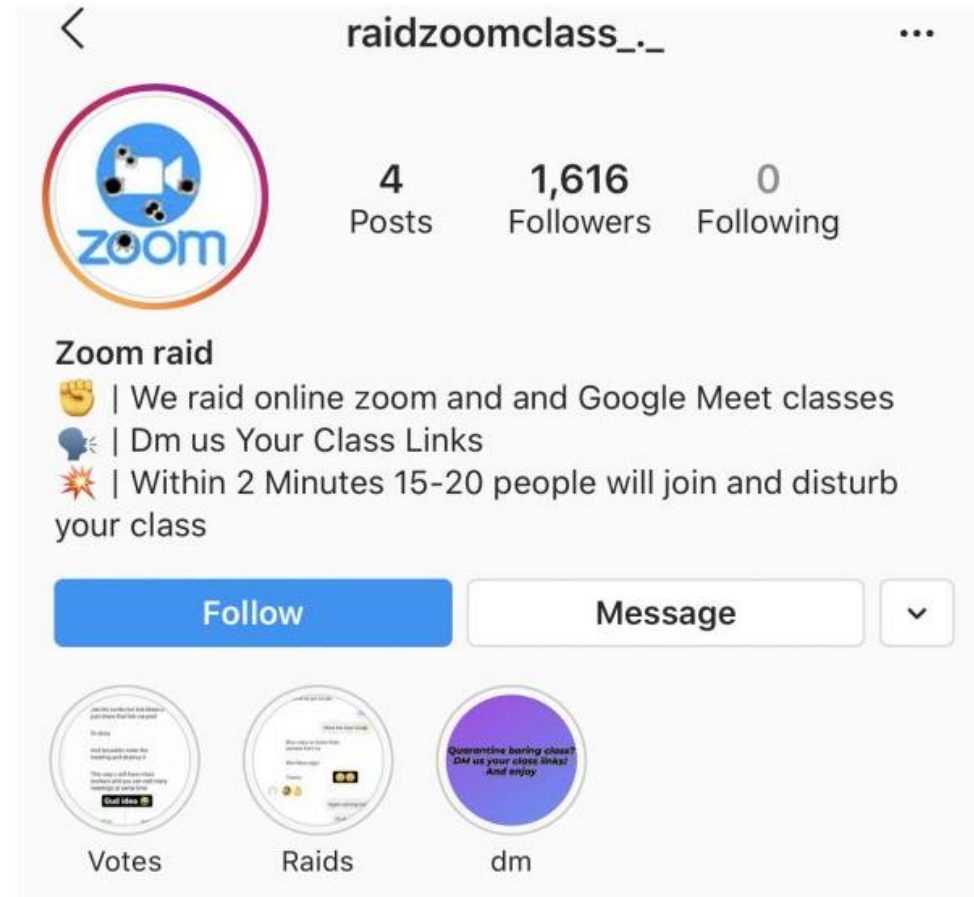 raidzoomclass_._
zoom
4
1,616
0
Posts
Followers
Following
Zoom raid
✊ | We raid online zoom and and Google Meet classes
🗣️ | Dm us Your Class Links
💥 | Within 2 Minutes 15-20 people will join and disturb
your class
Follow
Message
Gud idea
Quarantine boring class?
DM us your class links!
And enjoy
Votes
Raids
dm